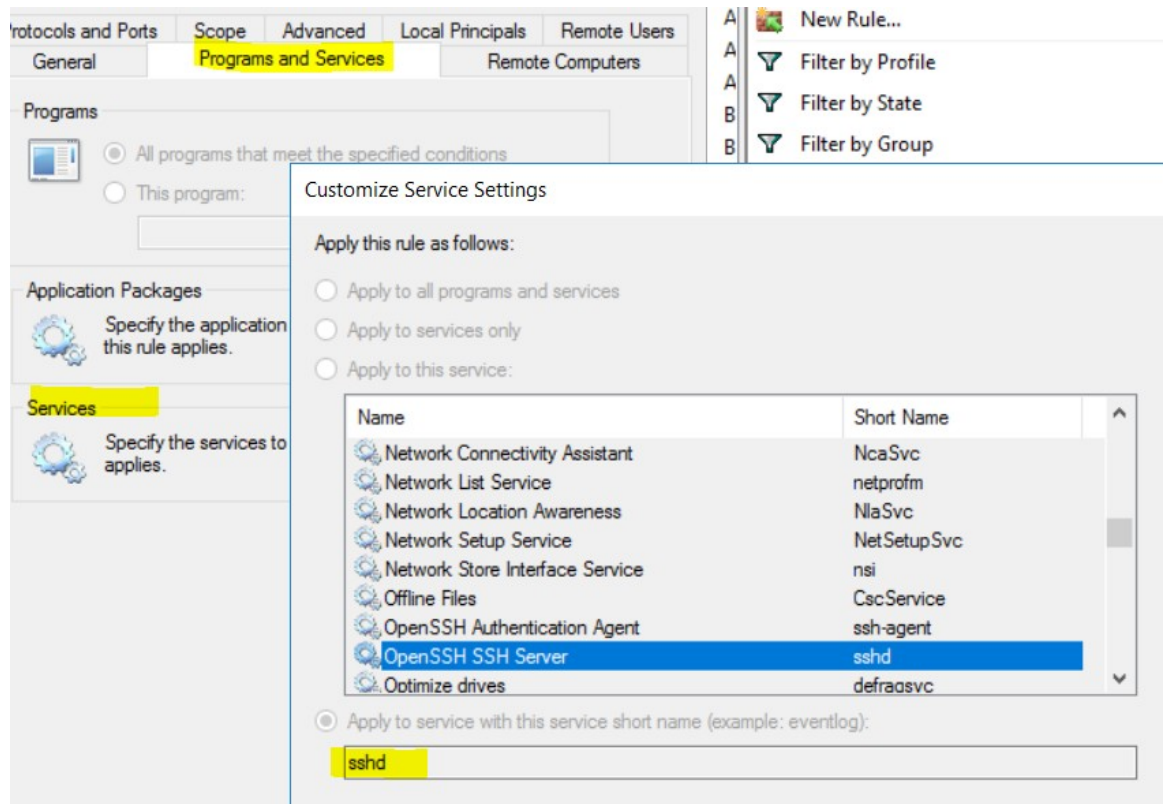 Protocols and Ports Scope Advanced Local Principals Remote Users
General Programs and Services Remote Computers
Programs
All programs that meet the specified conditions
This program:
Application Packages
Specify the application
this rule applies.
Services
Specify the services to
applies.
A
A
A
B
B
New Rule...
Filter by Profile
Filter by State
Filter by Group
Customize Service Settings
Apply this rule as follows:
Apply to all programs and services
Apply to services only
Apply to this service:
Name Short Name
Network Connectivity Assistant NcaSvc
Network List Service netprofm
Network Location Awareness NlaSvc
Network Setup Service NetSetupSvc
Network Store Interface Service nsi
Offline Files CscService
OpenSSH Authentication Agent ssh-agent
OpenSSH SSH Server sshd
Optimize drives defragsvc
Apply to service with this service short name (example: eventlog):
sshd